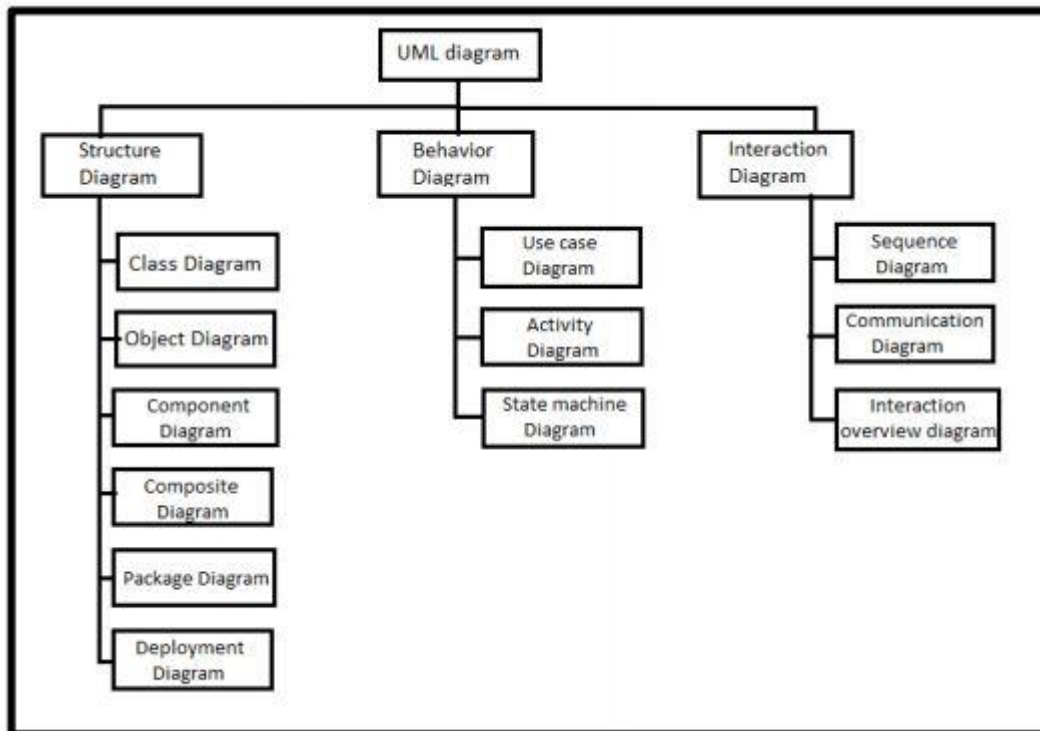 UML diagram
Structure
Diagram
Behavior
Diagram
Interaction
Diagram
Class Diagram
Object Diagram
Component
Diagram
Composite
Diagram
Package Diagram
Deployment
Diagram
Use case
Diagram
Activity
Diagram
State machine
Diagram
Sequence
Diagram
Communication
Diagram
Interaction
overview diagram